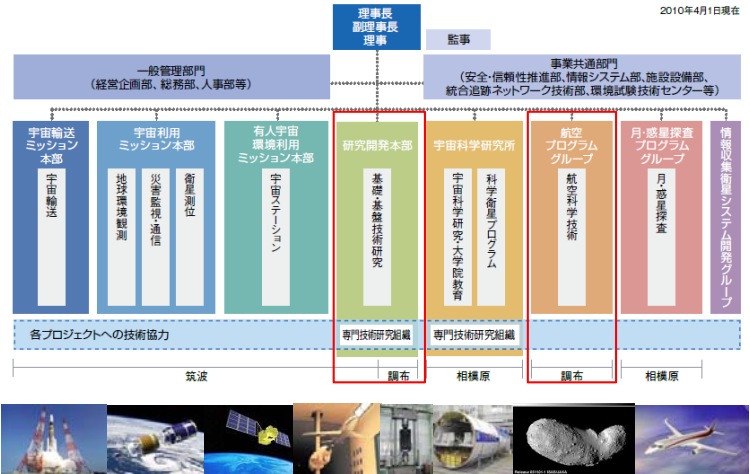 2010年4月1日現在
理事長
副理事長
理事
監事
一般管理部門
（経営企画部、総務部、人事部等）
事業共通部門
（安全・信頼性推進部、情報システム部、施設設備部、
統合追跡ネットワーク技術部、環境試験技術センター等）
宇宙輸送
ミッション
本部
宇宙輸送
宇宙利用
ミッション本部
地球環境観測
災害監視・通信
衛星測位
有人宇宙
環境利用
ミッション本部
宇宙ステーション
研究開発本部
基礎・基盤技術研究
宇宙科学研究所
宇宙科学研究・大学院教育
科学衛星プログラム
航空
プログラム
グループ
航空科学技術
月・惑星探査
プログラム
グループ
月・惑星探査
情報収集衛星システム開発グループ
各プロジェクトへの技術協力
専門技術研究組織
専門技術研究組織
筑波
調布
相模原
調布
相模原